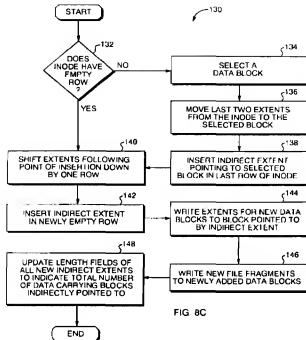 START
130
132
DOES
INODE HAVE
EMPTY
ROW
?
NO
YES
134
SELECT A
DATA BLOCK
136
MOVE LAST TWO EXTENTS
FROM THE INODE TO THE
SELECTED BLOCK
138
INSERT INDIRECT EXTENT
POINTING TO SELECTED
BLOCK IN LAST ROW OF INODE
140
SHIFT EXTENTS FOLLOWING
POINT OF INSERTION DOWN BY
ONE ROW
142
INSERT INDIRECT EXTENT
IN NEWLY EMPTY ROW
144
WRITE EXTENTS FOR NEW DATA
BLOCKS TO BLOCK POINTED TO
BY INDIRECT EXTENT
146
WRITE NEW FILE FRAGMENTS
TO NEWLY ADDED DATA BLOCKS
148
UPDATE LENGTH FIELDS OF
ALL NEW INDIRECT EXTENTS
TO INDICATE TOTAL NUMBER
OF DATA CARRYING BLOCKS
INDIRECTLY POINTED TO
END
FIG 8C